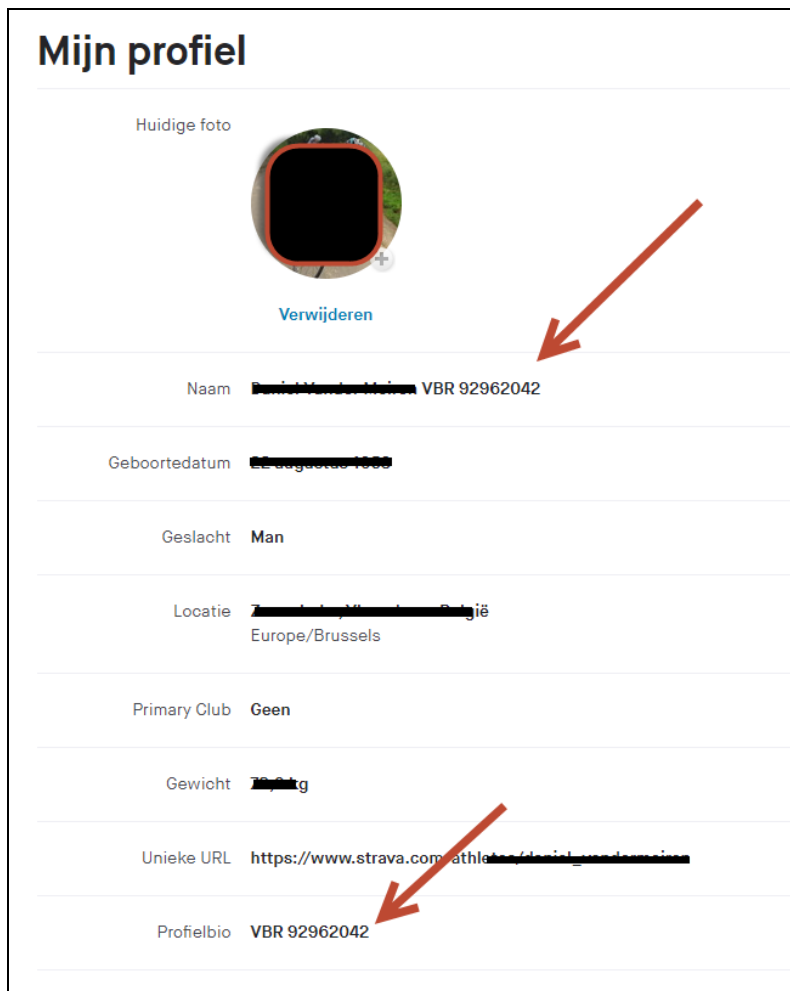 Mijn profiel
Huidige foto
Verwijderen
Naam VBR 92962042
Geboortedatum
Geslacht Man
Locatie
Europe/Brussels
Primary Club Geen
Gewicht
Unieke URL https://www.strava.com/athle
Profielbio VBR 92962042